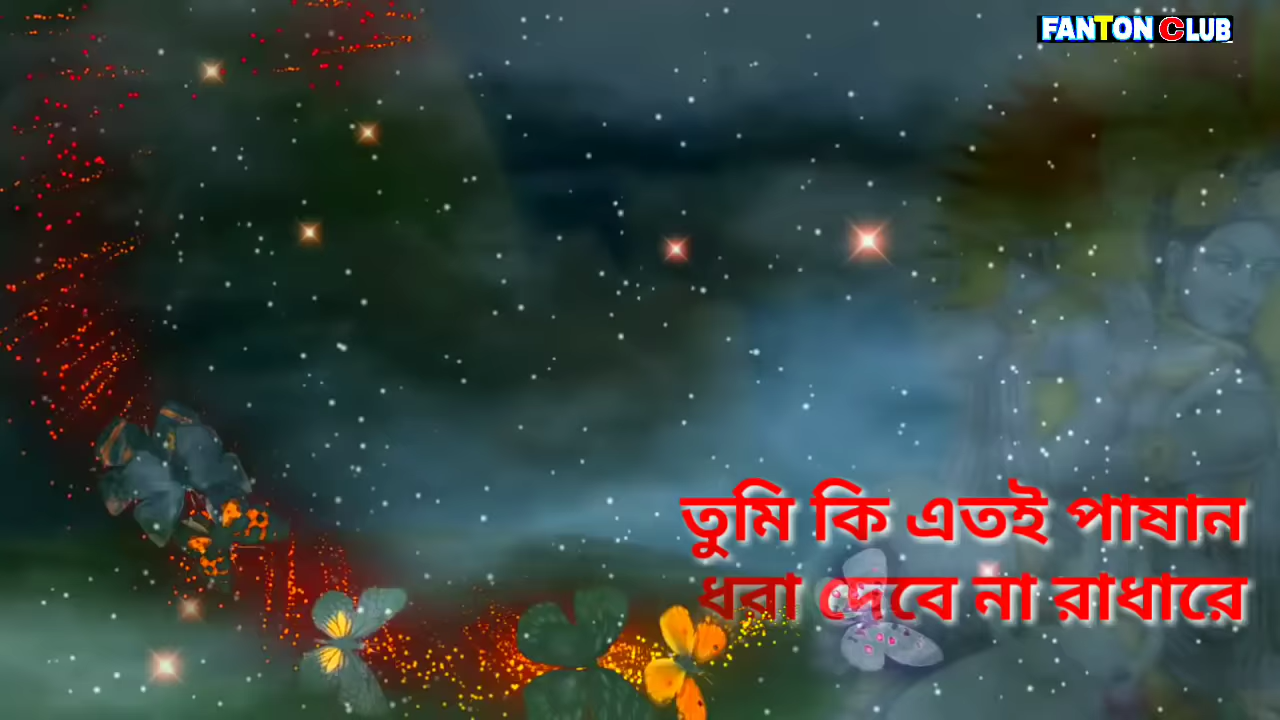 FANTON CLUB
তুমি কি এতই পাষান
ধরা দেবে না রাধারে